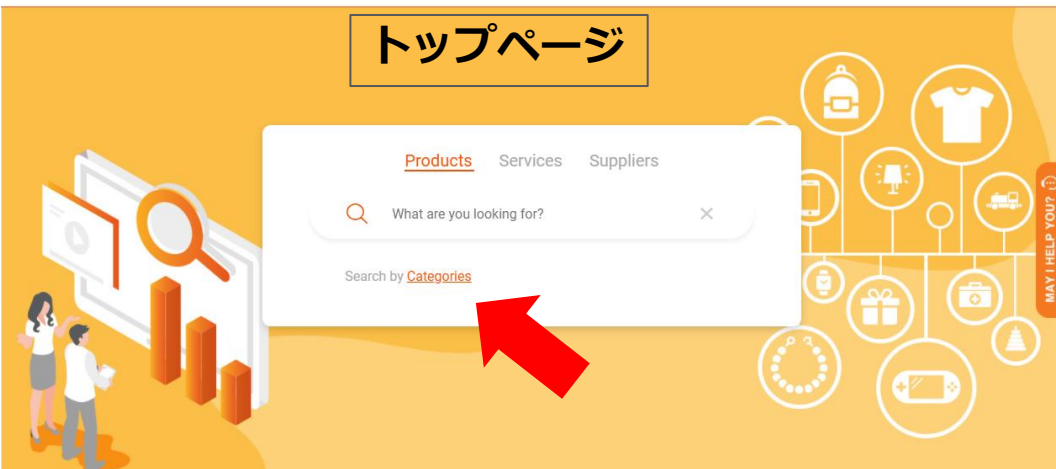 トップページ
Products Services Suppliers
What are you looking for?
Search by Categories
MAY I HELP YOU?